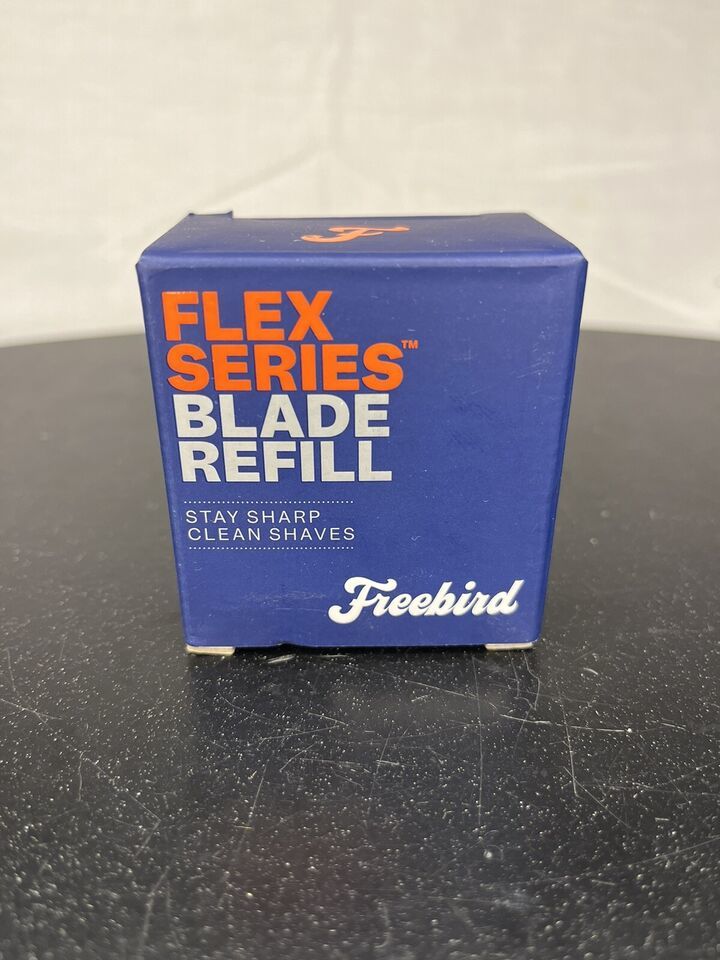 F
FLEX
SERIES™
BLADE
REFILL
STAY SHARP
CLEAN SHAVES
Freebird